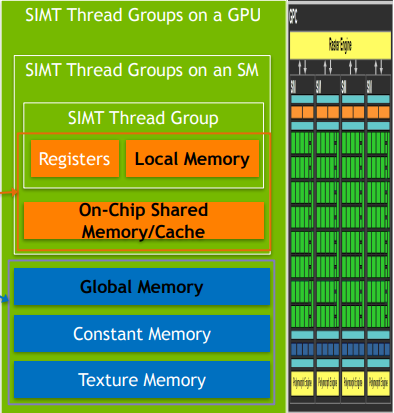 SIMT Thread Groups on a GPU
SIMT Thread Groups on an SM
SIMT Thread Group
Registers
Local Memory
On-Chip Shared
Memory/Cache
Global Memory
Constant Memory
Texture Memory
GPC
Raster Engine
SM
SM
SM
SM
Polymorph Engine
Polymorph Engine
Polymorph Engine
Polymorph Engine